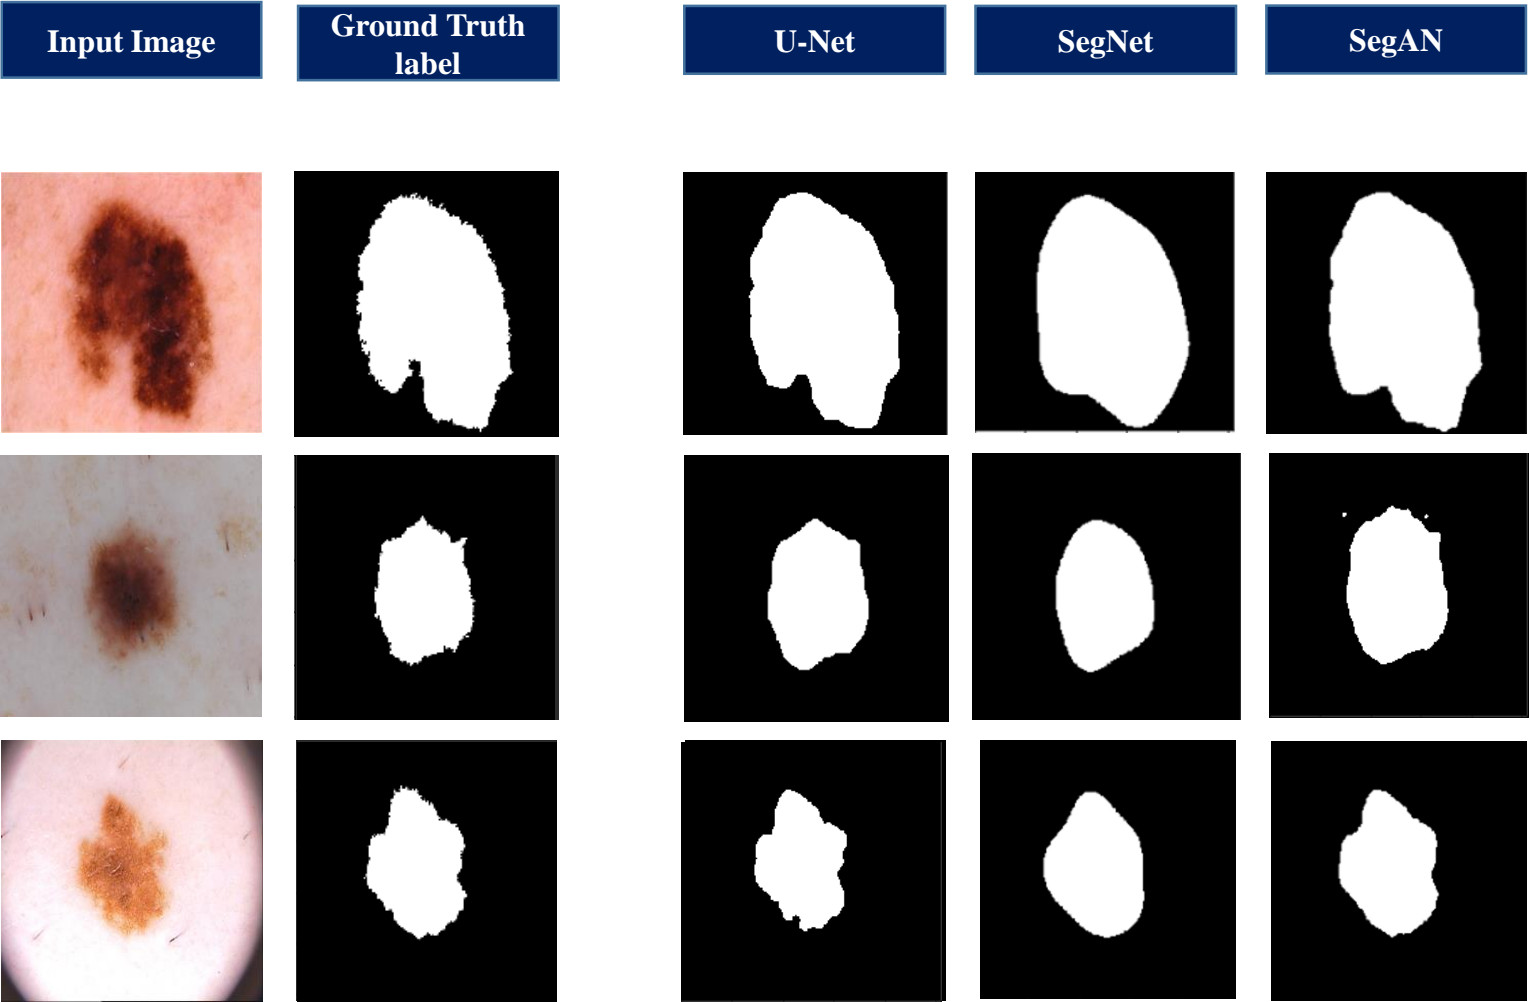 Input Image
Ground Truth
label
U-Net
SegNet
SegAN